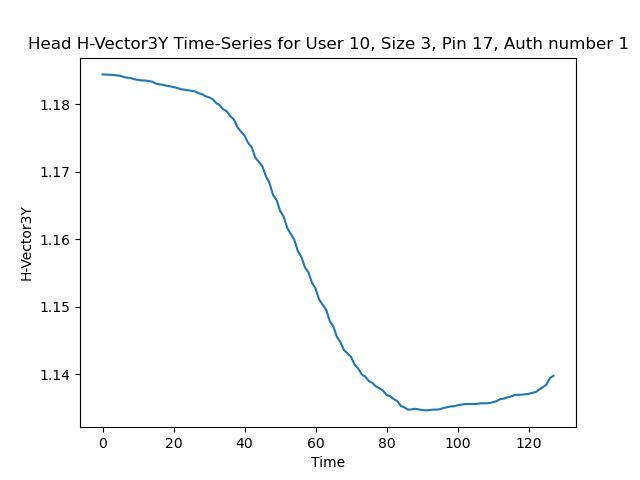 Head H-Vector3Y Time-Series for User 10, Size 3, Pin 17, Auth number 1
H-Vector3Y
1.18
1.17
1.16
1.15
1.14
0 20 40 60 80 100 120
Time